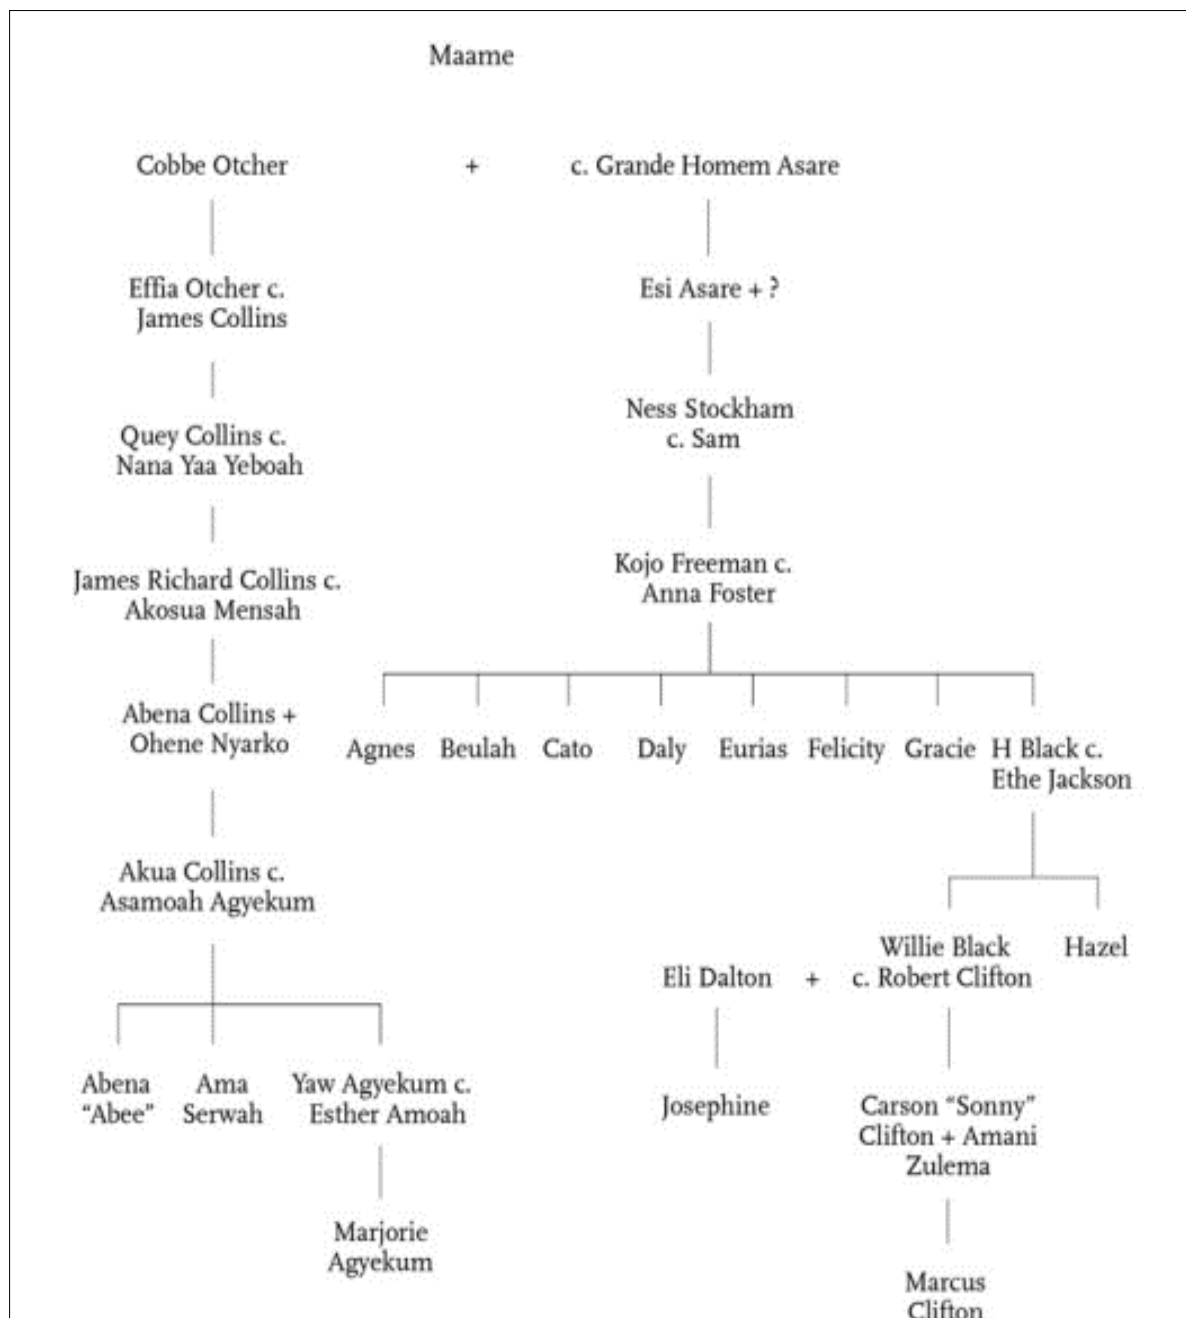 Maame
Cobbe Otcher + c. Grande Homem Asare
Effia Otcher c.
James Collins
Esi Asare + ?
Quey Collins c.
Nana Yaa Yeboah
Ness Stockham
c. Sam
James Richard Collins c.
Akosua Mensah
Kojo Freeman c.
Anna Foster
Abena Collins +
Ohene Nyarko
Agnes Beulah Cato Daly Eurias Felicity Gracie H Black c.
Ethe Jackson
Akua Collins c.
Asamoah Agyekum
Willie Black
Hazel
Eli Dalton + c. Robert Clifton
Abena
"Abee"
Ama
Serwah
Yaw Agyekum c.
Esther Amoah
Josephine
Carson “Sonny”
Clifton + Amani
Zulema
Marjorie
Agyekum
Marcus
Clifton